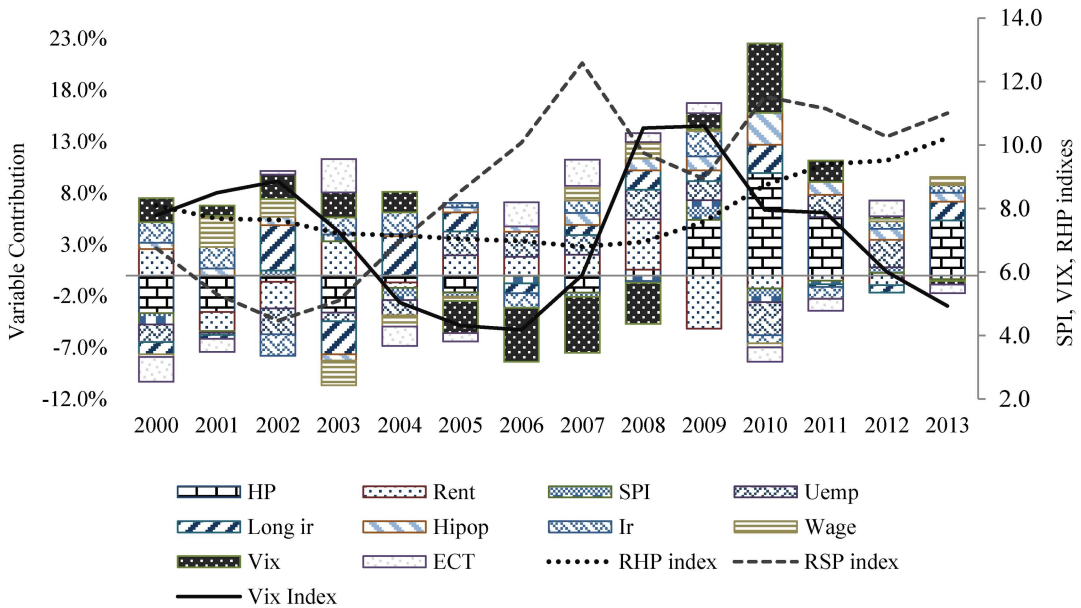 Variable Contribution
23.0%
18.0%
13.0%
8.0%
3.0%
-2.0%
-7.0%
-12.0%
14.0
12.0
10.0
8.0
6.0
4.0
2.0
SPI, VIX, RHP indexes
2000 2001 2002 2003 2004 2005 2006 2007 2008 2009 2010 2011 2012 2013
HP Rent SPI Uemp
Long ir Hipop Ir Wage
Vix ECT RHP index RSP index
Vix Index